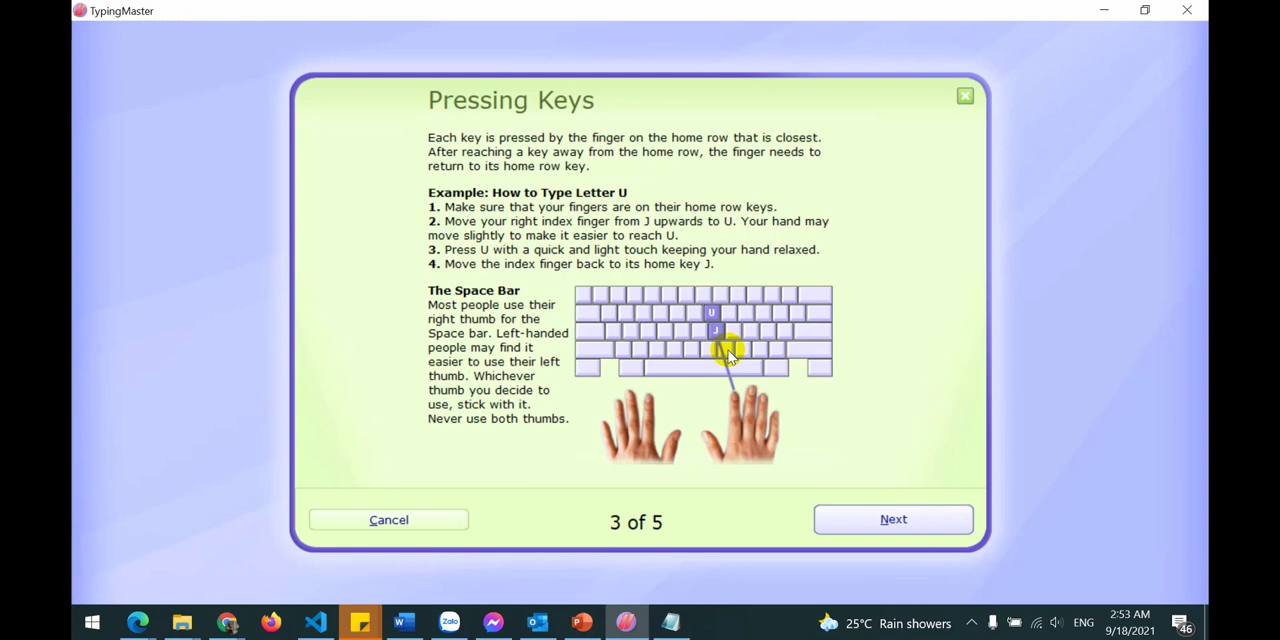 TypingMaster
Pressing Keys
Each key is pressed by the finger on the home row that is closest.
After reaching a key away from the home row, the finger needs to
return to its home row key.
Example: How to Type Letter U
1. Make sure that your fingers are on their home row keys.
2. Move your right index finger from J upwards to U. Your hand may
move slightly to make it easier to reach U.
3. Press U with a quick and light touch keeping your hand relaxed.
4. Move the index finger back to its home key J.
The Space Bar
Most people use their
right thumb for the
Space bar. Left-handed
people may find it
easier to use their left
thumb. Whichever
thumb you decide to
use, stick with it.
Never use both thumbs.
U
J
Cancel
3 of 5
Next
Zalo
25°C Rain showers
ENG
2:53 AM
9/18/2021
46